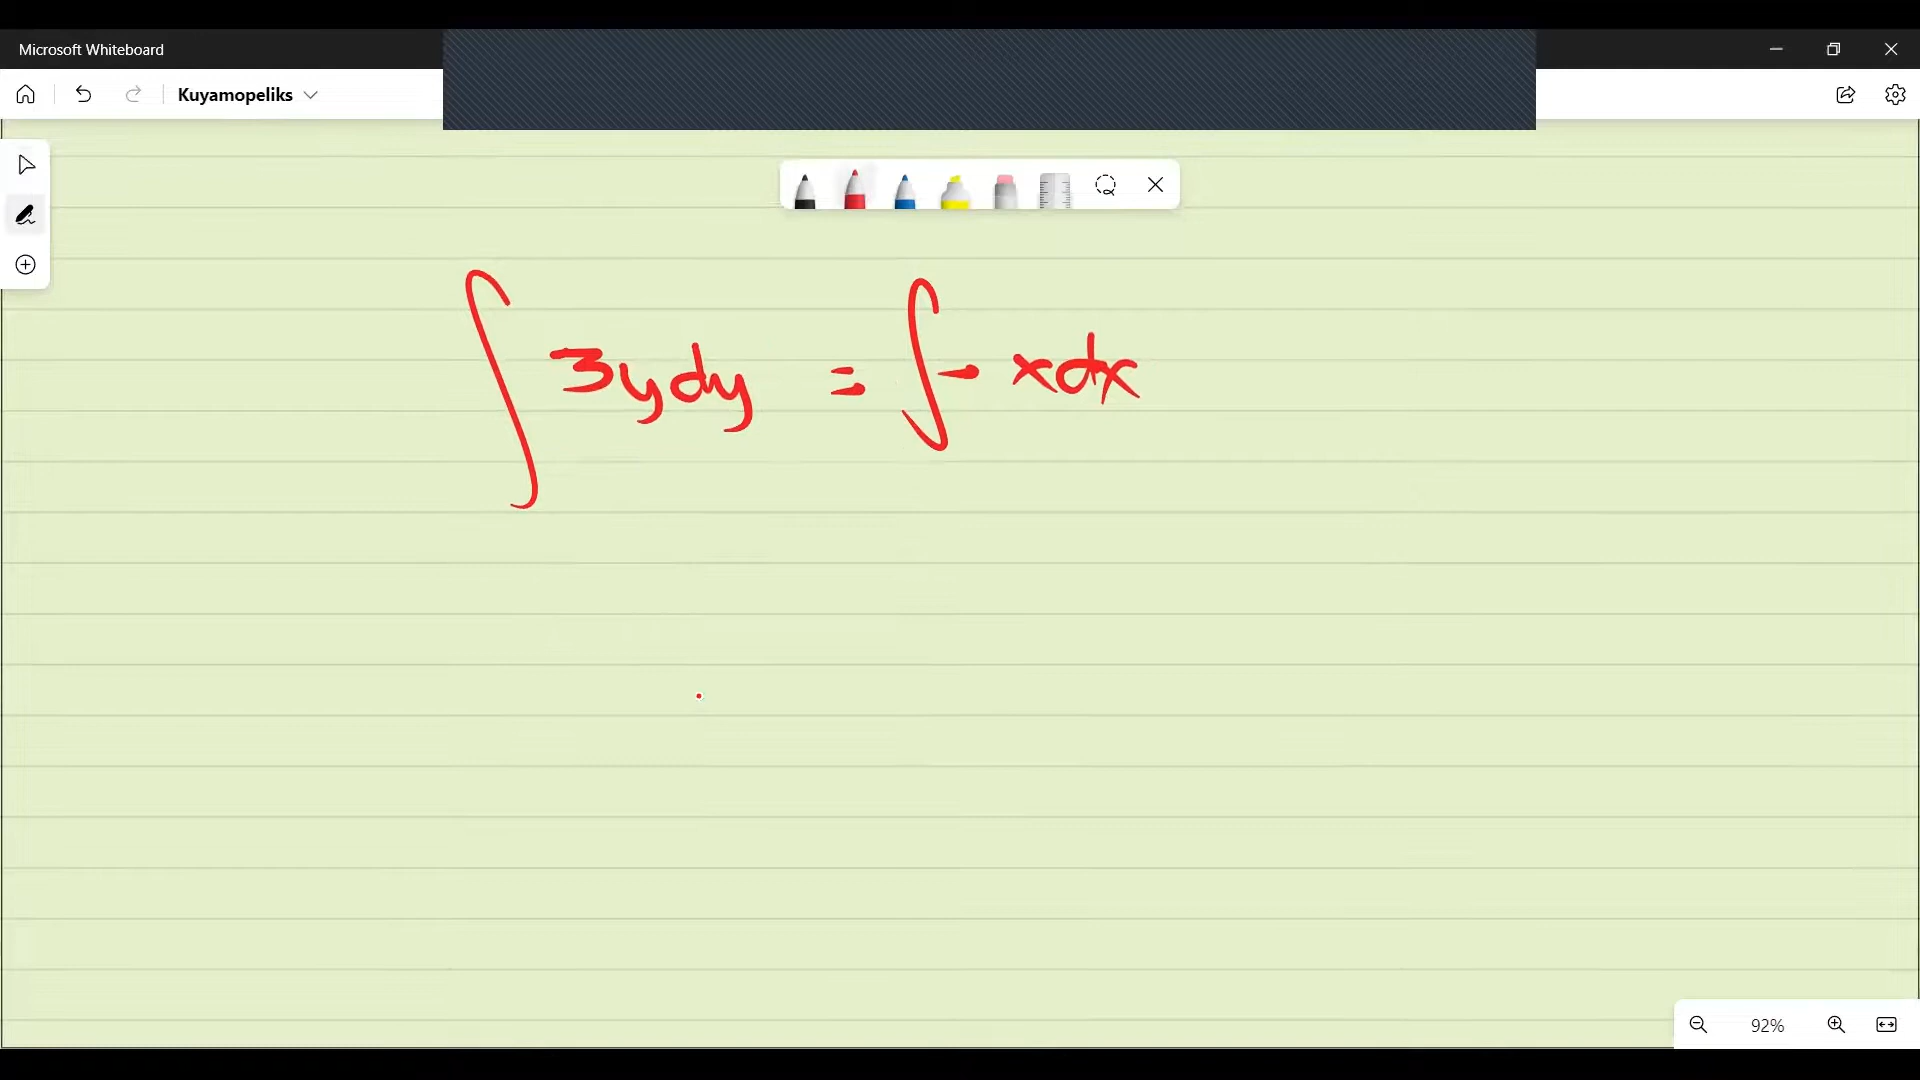 Microsoft Whiteboard
Kuyamopeliks
∫ 3ydy = ∫ - xdx
92%